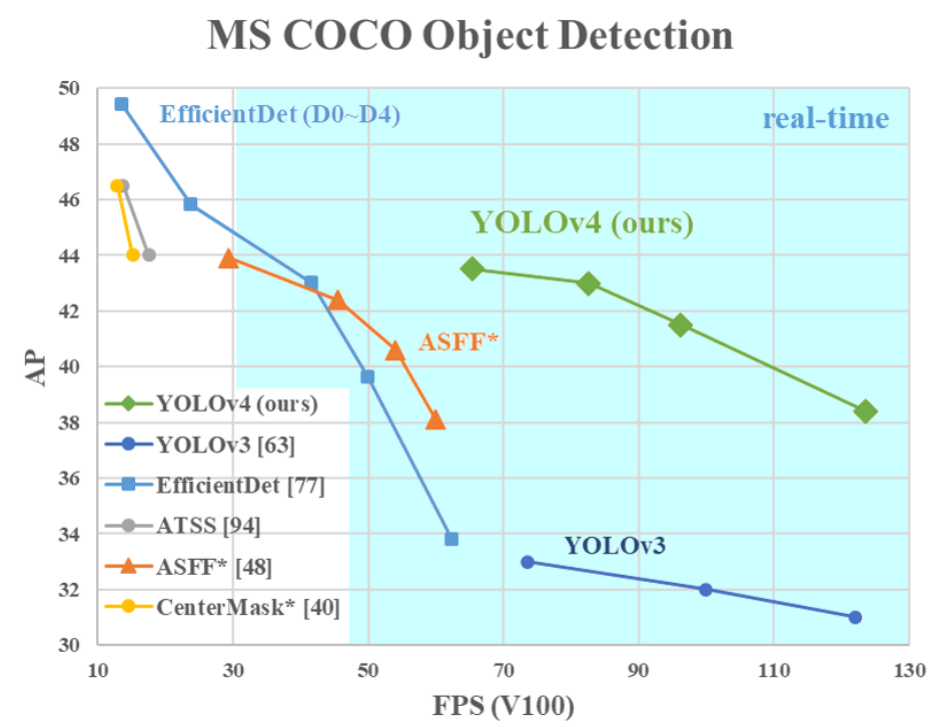 MS COCO Object Detection
50
48
46
44
42
40
38
36
34
32
30
AP
EfficientDet (D0~D4)
real-time
YOLOv4 (ours)
ASFF*
YOLOv3
YOLOv4 (ours)
YOLOv3 [63]
EfficientDet [77]
ATSS [94]
ASFF* [48]
CenterMask* [40]
10 30 50 70 90 110 130
FPS (V100)